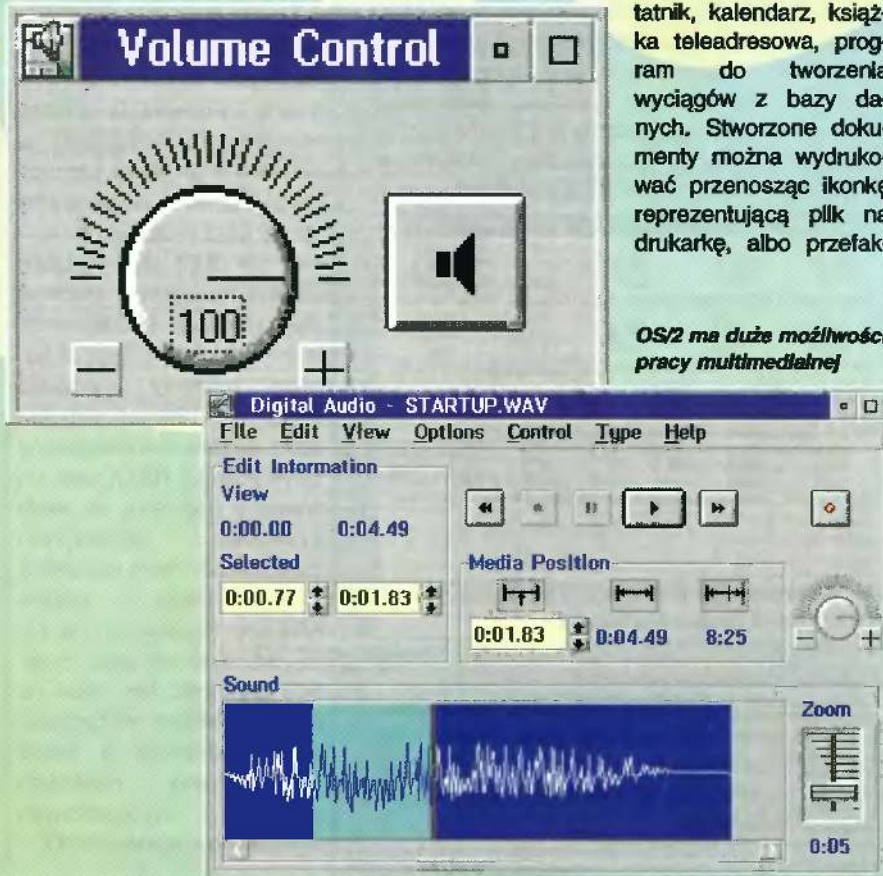 Volume Control
100
tatnik, kalendarz, książ-
ka teleadresowa, prog-
ram do tworzenia
wyciągów z bazy da-
nych. Stworzone doku-
menty można wydruko-
wać przenosząc ikonkę
reprezentującą plik na
drukarkę, albo przefak-
OS/2 ma duże możliwości
pracy multimedialnej
Digital Audio - STARTUP.WAV
File Edit View Options Control Type Help
Edit Information
View
0:00.00 0:04.49
Selected
0:00.77 0:01.83
Media Position
0:01.83 0:04.49 8:25
Sound
Zoom
0:05